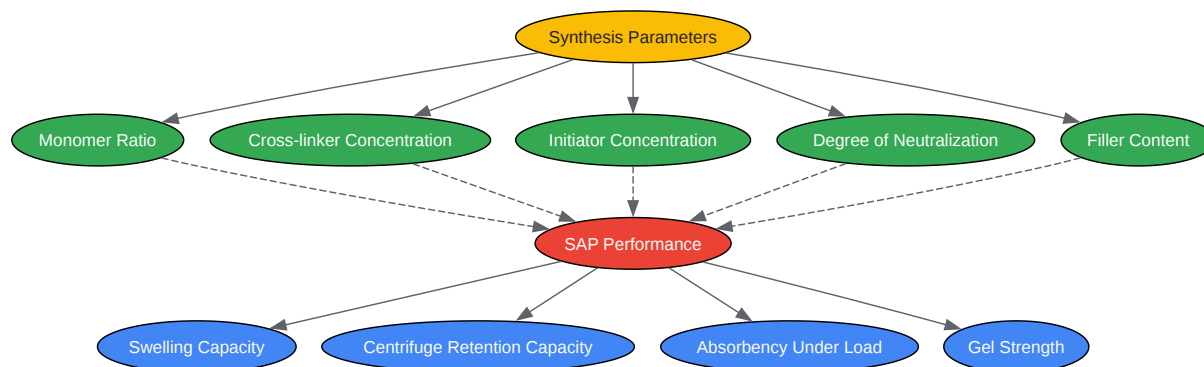 Synthesis Parameters
Monomer Ratio
Cross-linker Concentration
Initiator Concentration
Degree of Neutralization
Filler Content
SAP Performance
Swelling Capacity
Centrifuge Retention Capacity
Absorbency Under Load
Gel Strength